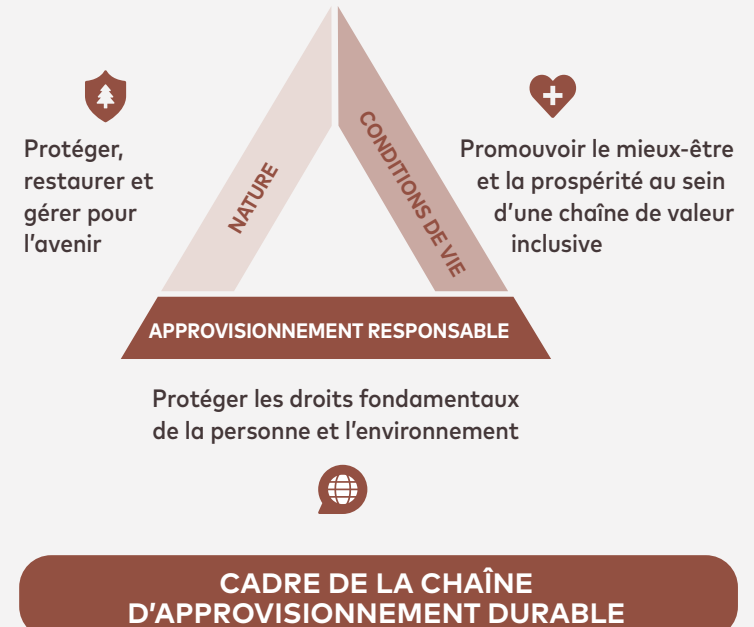 Protéger,
restaurer et
gérer pour
l'avenir
NATURE
CONDITIONS DE VIE
Promouvoir le mieux-être
et la prospérité au sein
d'une chaîne de valeur
inclusive
APPROVISIONNEMENT RESPONSABLE
Protéger les droits fondamentaux
de la personne et l'environnement
CADRE DE LA CHAÎNE
D'APPROVISIONNEMENT DURABLE